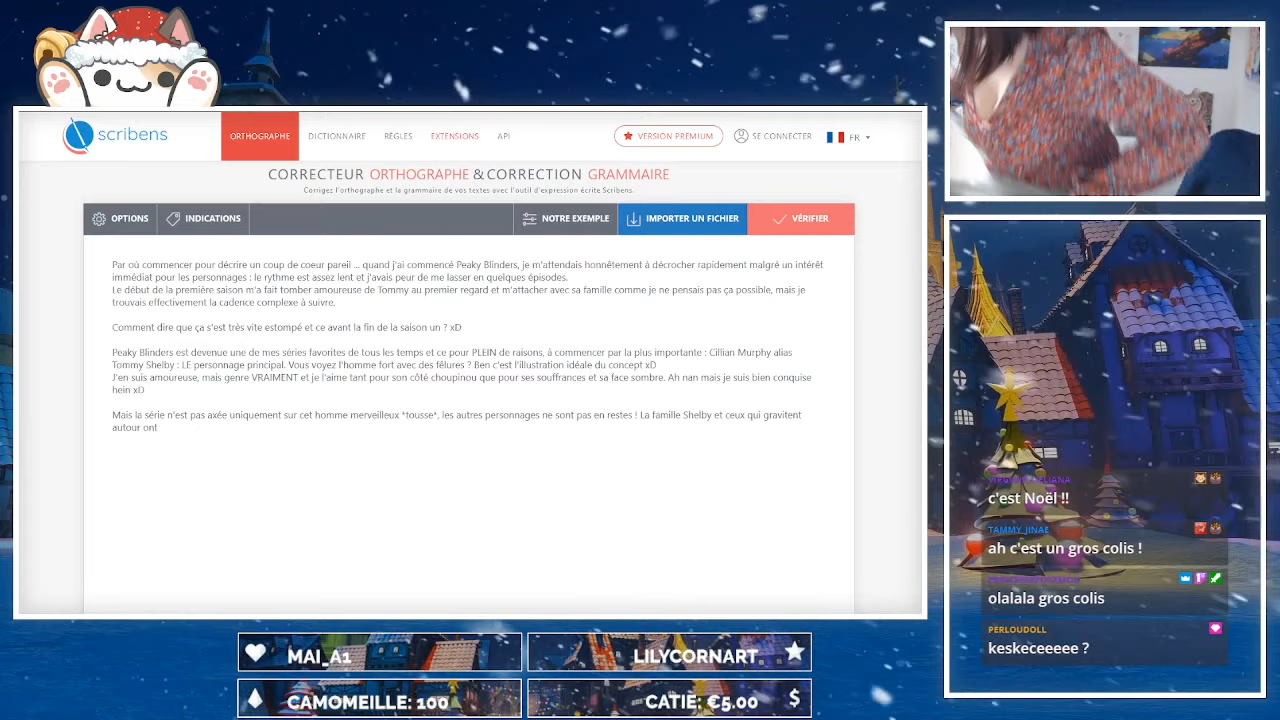 scribens
ORTHOGRAPHE
DICTIONNAIRE
RÈGLES
EXTENSIONS
API
VERSION PREMIUM
SE CONNECTER
FR
CORRECTEUR ORTHOGRAPHE & CORRECTION GRAMMAIRE
Corrigez l'orthographe et la grammaire de vos textes avec l'outil d'expression écrite Scribens.
OPTIONS
INDICATIONS
NOTRE EXEMPLE
IMPORTER UN FICHIER
VÉRIFIER
Par où commencer pour décrire un coup de coeur pareil ... quand j'ai commencé Peaky Blinders, je m'attendais honnêtement à décrocher rapidement malgré un intérêt
immédiat pour les personnages : le rythme est assez lent et j'avais peur de me lasser en quelques épisodes.
Le début de la première saison m'a fait tomber amoureuse de Tommy au premier regard et m'attacher avec sa famille comme je ne pensais pas ça possible, mais je
trouvais effectivement la cadence complexe à suivre.
Comment dire que ça s'est très vite estompé et ce avant la fin de la saison un ? xD
Peaky Blinders est devenue une de mes séries favorites de tous les temps et ce pour PLEIN de raisons, à commencer par la plus importante : Cillian Murphy alias
Tommy Shelby : LE personnage principal. Vous voyez l'homme fort avec des fêlures ? Ben c'est l'illustration idéale du concept xD
J'en suis amoureuse, mais genre VRAIMENT et je l'aime tant pour son côté choupinou que pour ses souffrances et sa face sombre. Ah nan mais je suis bien conquise
hein xD
Mais la série n'est pas axée uniquement sur cet homme merveilleux *tousse*, les autres personnages ne sont pas en restes ! La famille Shelby et ceux qui gravitent
autour ont
c'est Noël !!
TAMMY_JINAE
ah c'est un gros colis !
olalala gros colis
PERLOUDOLL
keskeceeeee ?
MAI_A1
LILYCORNART
CAMOMEILLE: 100
CATIE: €5.00
$